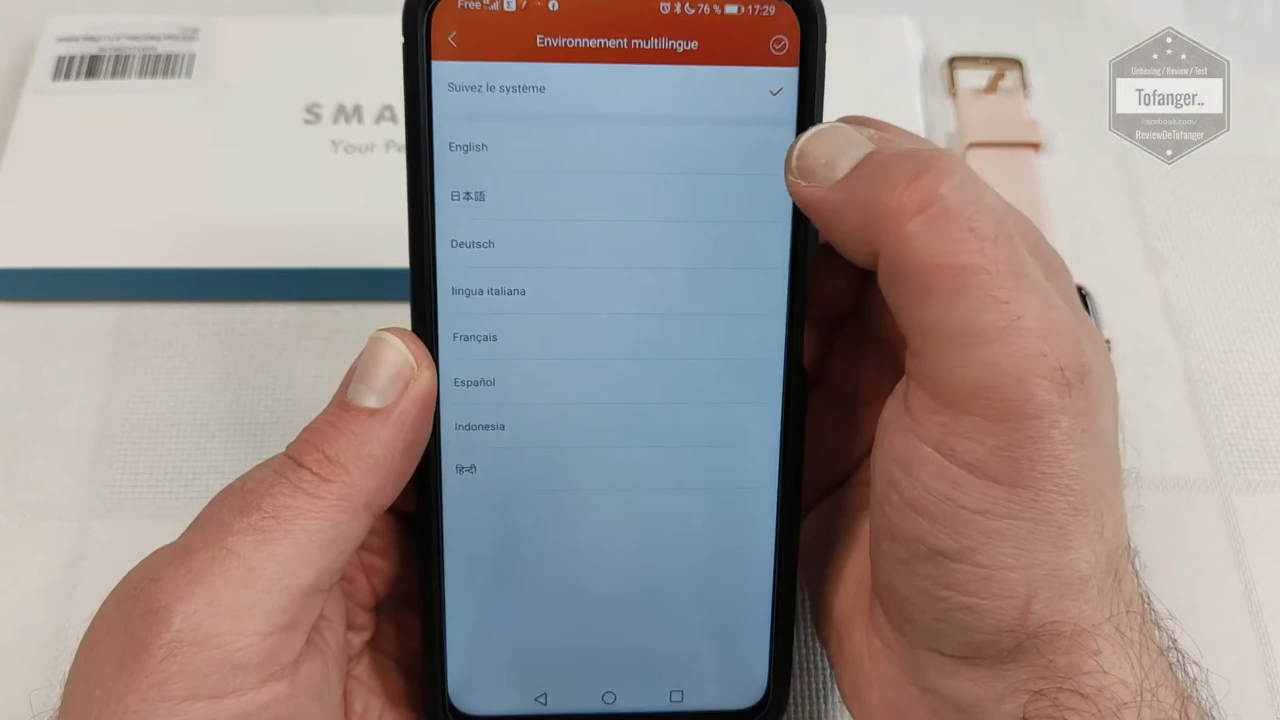 Free
76 %
17:29
Environnement multilingue
Suivez le système
English
日本語
Deutsch
lingua italiana
Français
Español
Indonesia
हिन्दी
SMA
Your Pe
Unboxing / Review / Test
Tofanger..
Facebook.com/
ReviewDeTofanger